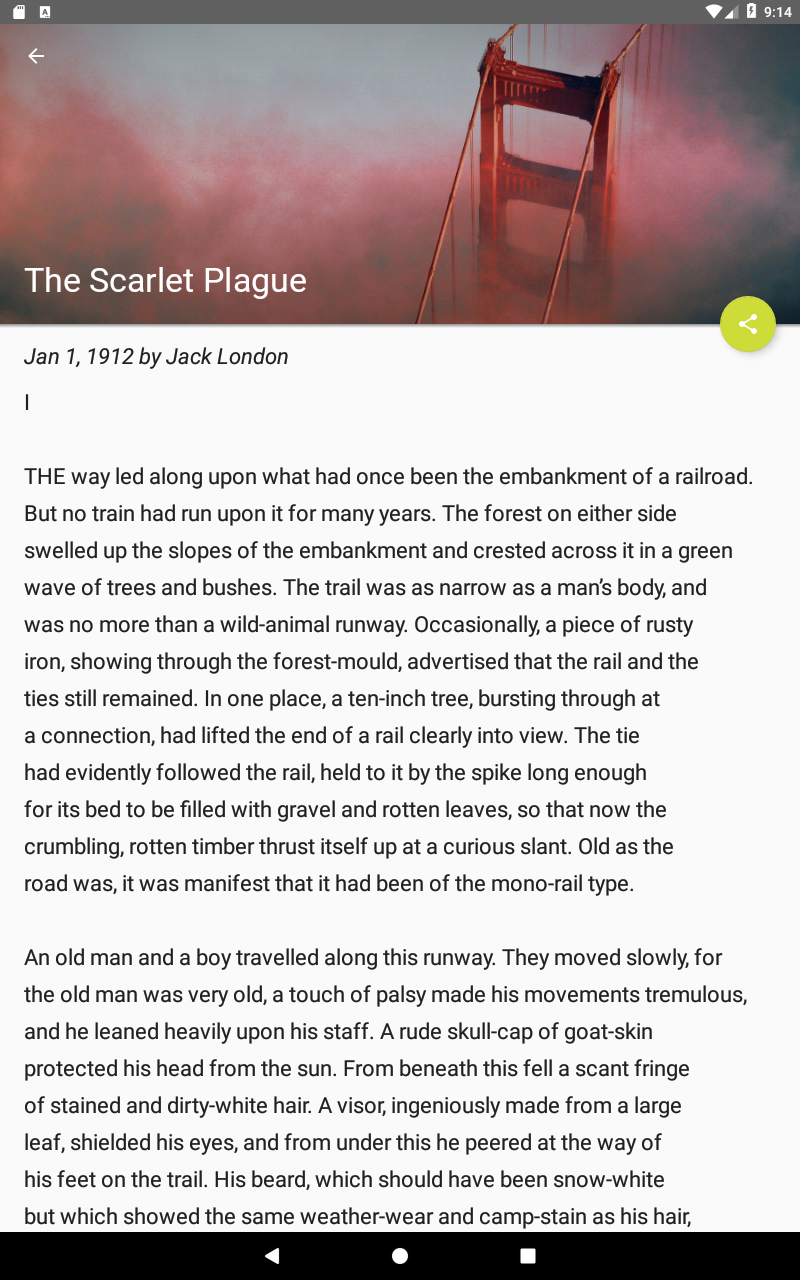 9:14
The Scarlet Plague
Jan 1, 1912 by Jack London
I
THE way led along upon what had once been the embankment of a railroad.
But no train had run upon it for many years. The forest on either side
swelled up the slopes of the embankment and crested across it in a green
wave of trees and bushes. The trail was as narrow as a man’s body, and
was no more than a wild-animal runway. Occasionally, a piece of rusty
iron, showing through the forest-mould, advertised that the rail and the
ties still remained. In one place, a ten-inch tree, bursting through at
a connection, had lifted the end of a rail clearly into view. The tie
had evidently followed the rail, held to it by the spike long enough
for its bed to be filled with gravel and rotten leaves, so that now the
crumbling, rotten timber thrust itself up at a curious slant. Old as the
road was, it was manifest that it had been of the mono-rail type.
An old man and a boy travelled along this runway. They moved slowly, for
the old man was very old, a touch of palsy made his movements tremulous,
and he leaned heavily upon his staff. A rude skull-cap of goat-skin
protected his head from the sun. From beneath this fell a scant fringe
of stained and dirty-white hair. A visor, ingeniously made from a large
leaf, shielded his eyes, and from under this he peered at the way of
his feet on the trail. His beard, which should have been snow-white
but which showed the same weather-wear and camp-stain as his hair,